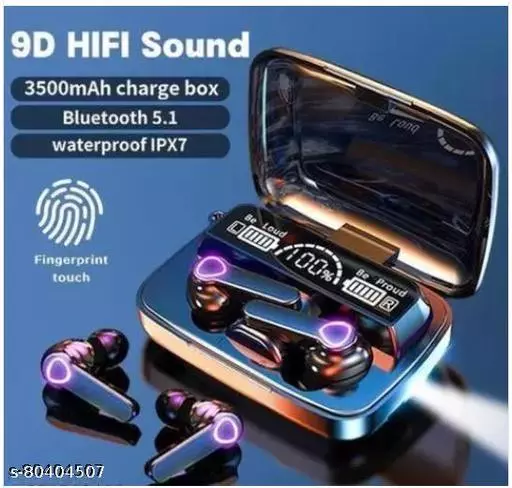 9D HIFI Sound
3500mAh charge box
Bluetooth 5.1
waterproof IPX7
Fingerprint
touch
Be Loud
Be Loud
L
100%
Be Proud
R
s-80404507